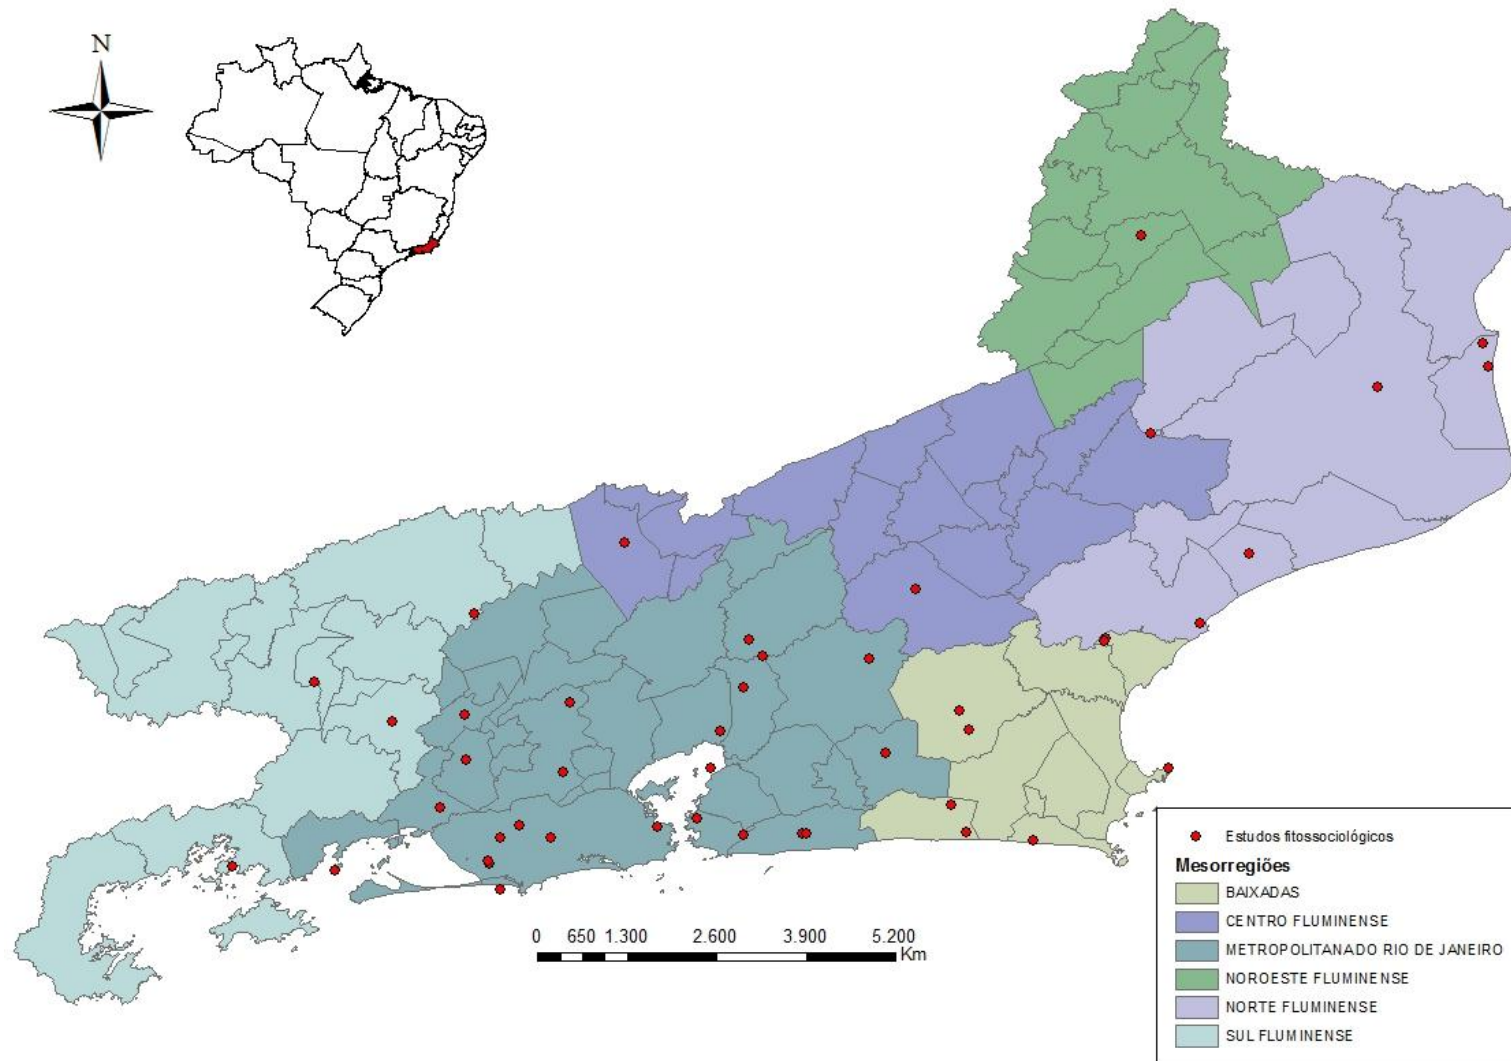 N
0 650 1.300 2.600 3.900 5.200
Km
Estudos fitossociológicos
Mesorregiões
BAIXADAS
CENTRO FLUMINENSE
METROPOLITANADO RIO DE JANEIRO
NOROESTE FLUMINENSE
NORTE FLUMINENSE
SUL FLUMINENSE